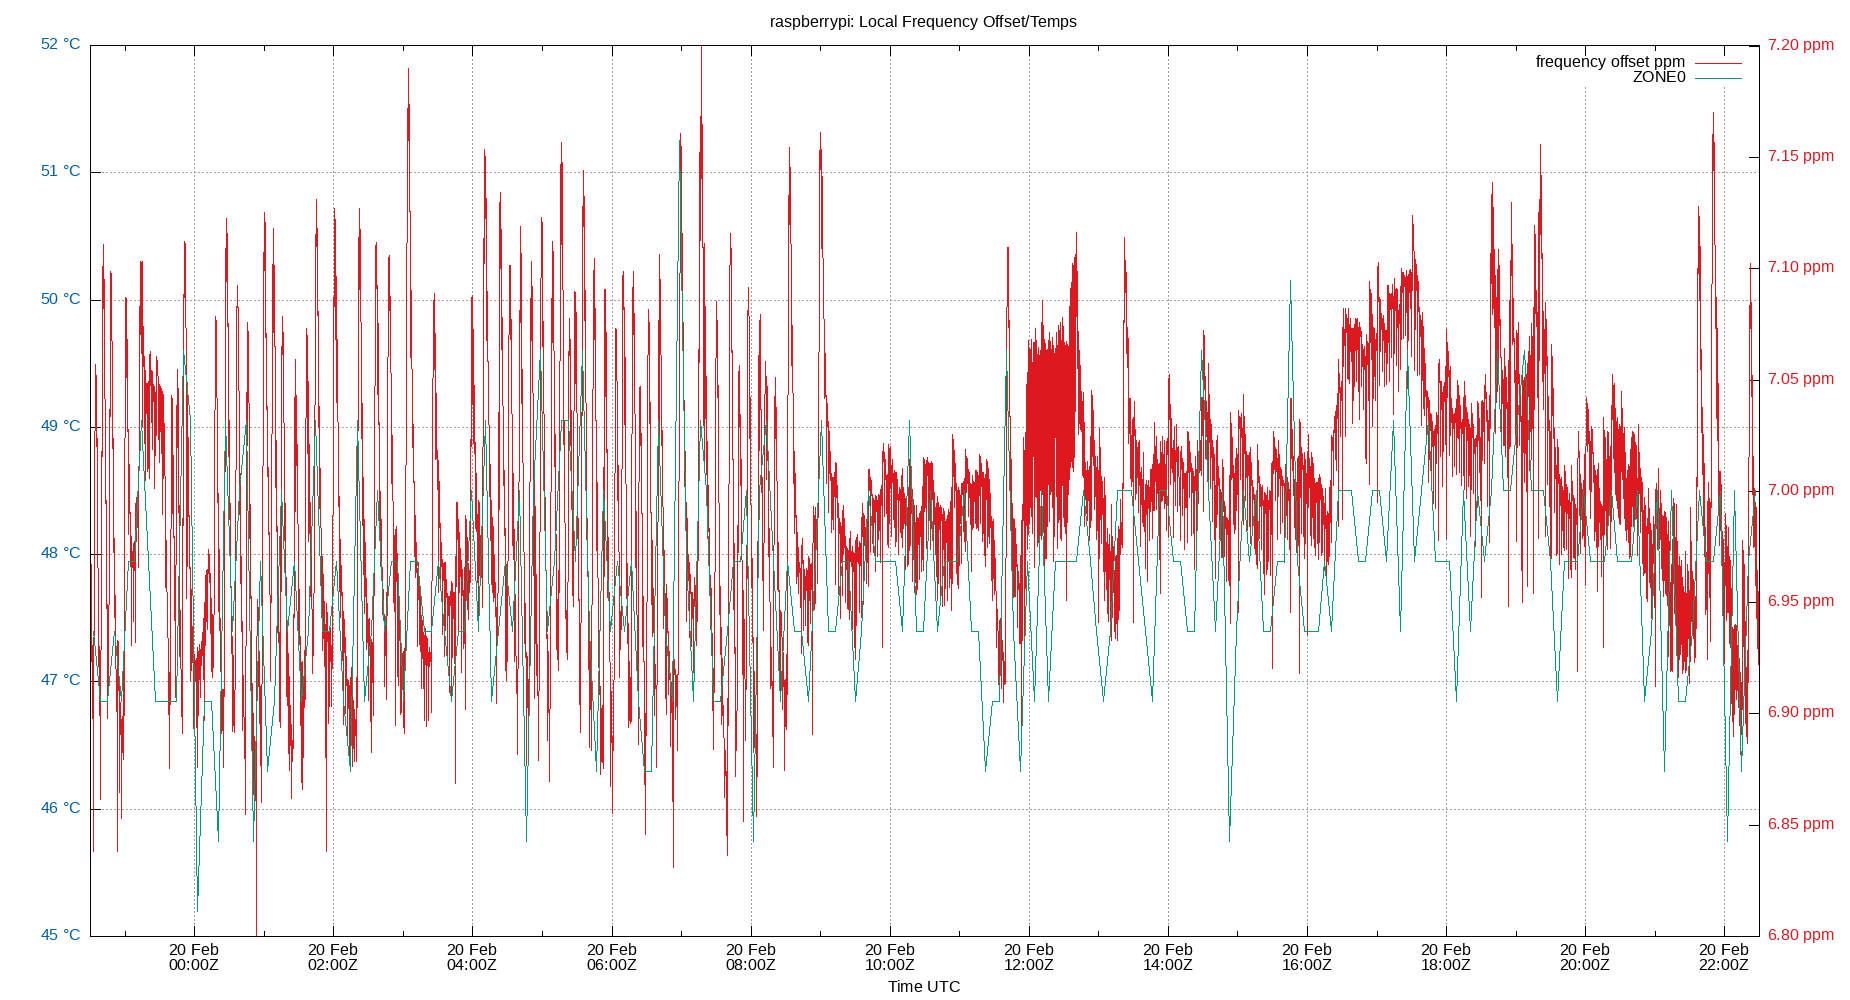 raspberrypi: Local Frequency Offset/Temps
52 °C
51 °C
50 °C
49 °C
48 °C
47 °C
46 °C
45 °C
7.20 ppm
7.15 ppm
7.10 ppm
7.05 ppm
7.00 ppm
6.95 ppm
6.90 ppm
6.85 ppm
6.80 ppm
frequency offset ppm
ZONE0
20 Feb 20 Feb 20 Feb 20 Feb 20 Feb 20 Feb 20 Feb 20 Feb 20 Feb 20 Feb 20 Feb 20 Feb
00:00Z 02:00Z 04:00Z 06:00Z 08:00Z 10:00Z 12:00Z 14:00Z 16:00Z 18:00Z 20:00Z 22:00Z
Time UTC